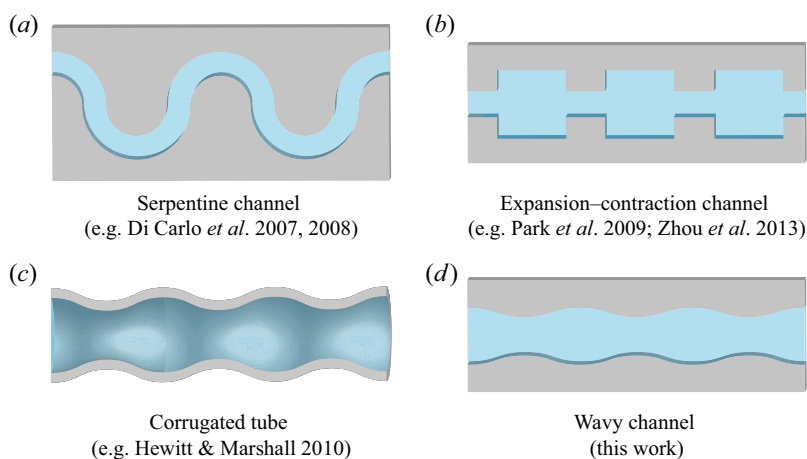 (a)
(b)
Serpentine channel
(e.g. Di Carlo et al. 2007, 2008)
Expansion–contraction channel
(e.g. Park et al. 2009; Zhou et al. 2013)
(c)
(d)
Corrugated tube
(e.g. Hewitt & Marshall 2010)
Wavy channel
(this work)